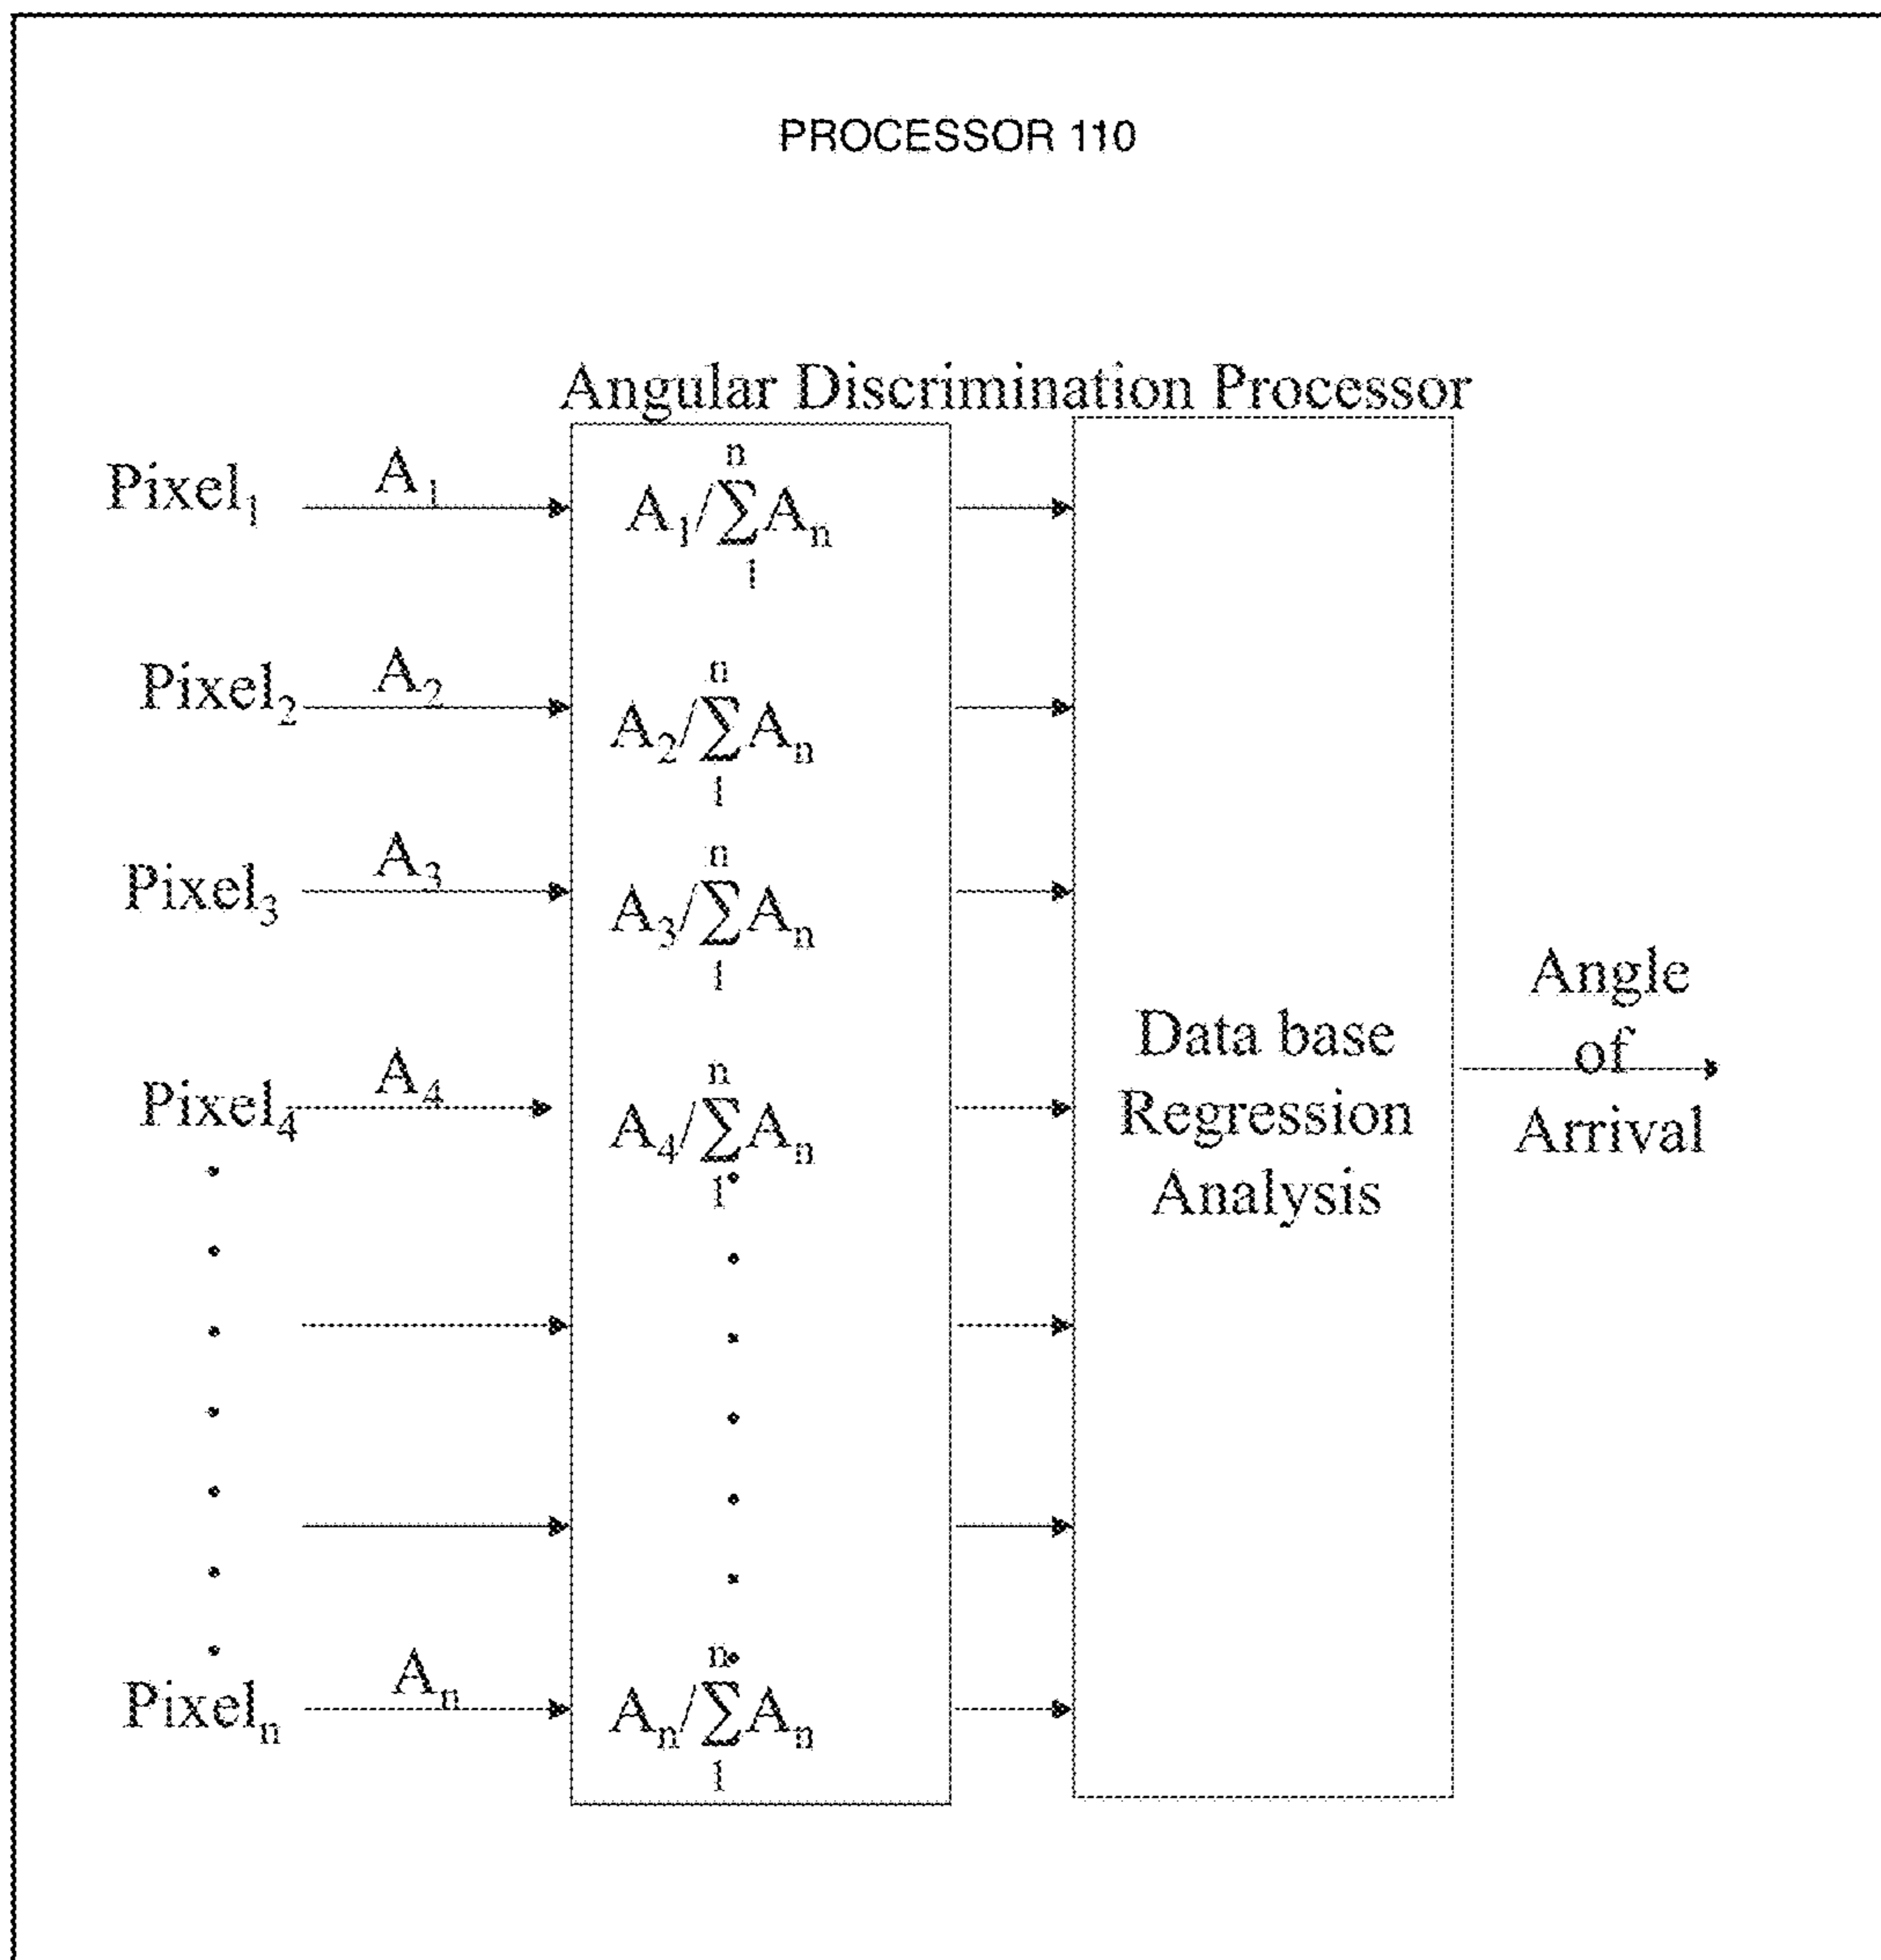 PROCESSOR 110
Angular Discrimination Processor
Pixel₁ A₁ n
A₁/∑Aₙ
1
Pixel₂ A₂ n
A₂/∑Aₙ
1
Pixel₃ A₃ n
A₃/∑Aₙ
1
Pixel₄ A₄ n
A₄/∑Aₙ
1
Pixelₙ Aₙ n
Aₙ/∑Aₙ
1
Data base
Regression
Analysis
Angle
of
Arrival